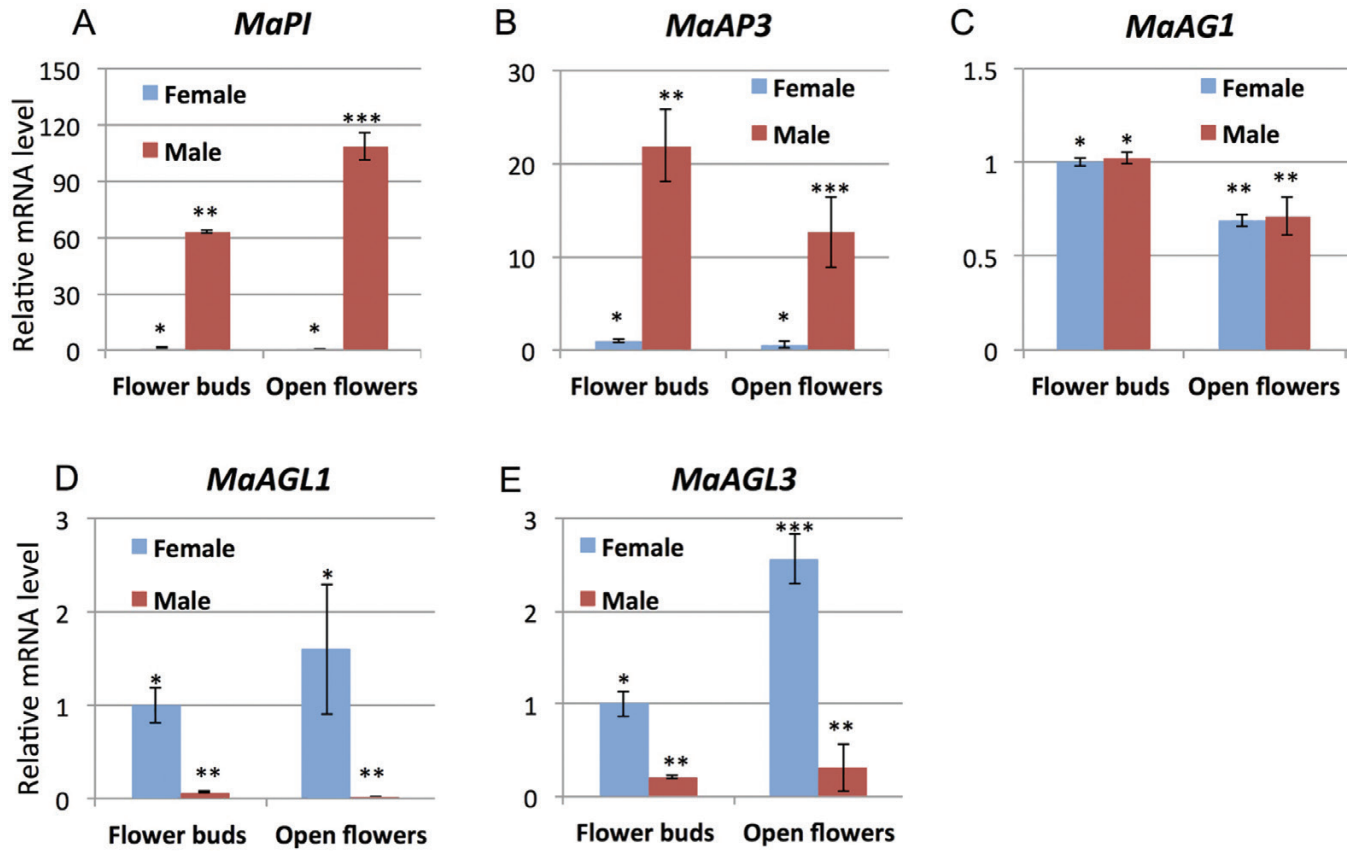 A MaPI
Relative mRNA level
150
120
90
60
30
0
Female
Male
*
**
*
***
Flower buds Open flowers
B MaAP3
30
20
10
0
Female
Male
*
**
*
***
Flower buds Open flowers
C MaAG1
1.5
1
0.5
0
Female
Male
*
*
**
**
Flower buds Open flowers
D MaAGL1
Relative mRNA level
3
2
1
0
Female
Male
*
**
*
**
Flower buds Open flowers
E MaAGL3
3
2
1
0
Female
Male
*
**
***
**
Flower buds Open flowers